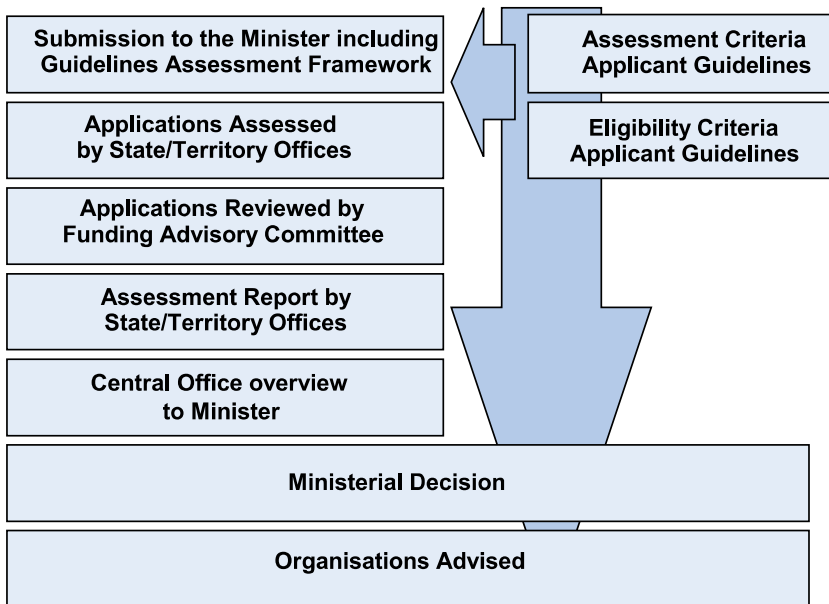 Submission to the Minister including
Guidelines Assessment Framework
Assessment Criteria
Applicant Guidelines
Applications Assessed
by State/Territory Offices
Eligibility Criteria
Applicant Guidelines
Applications Reviewed by
Funding Advisory Committee
Assessment Report by
State/Territory Offices
Central Office overview
to Minister
Ministerial Decision
Organisations Advised